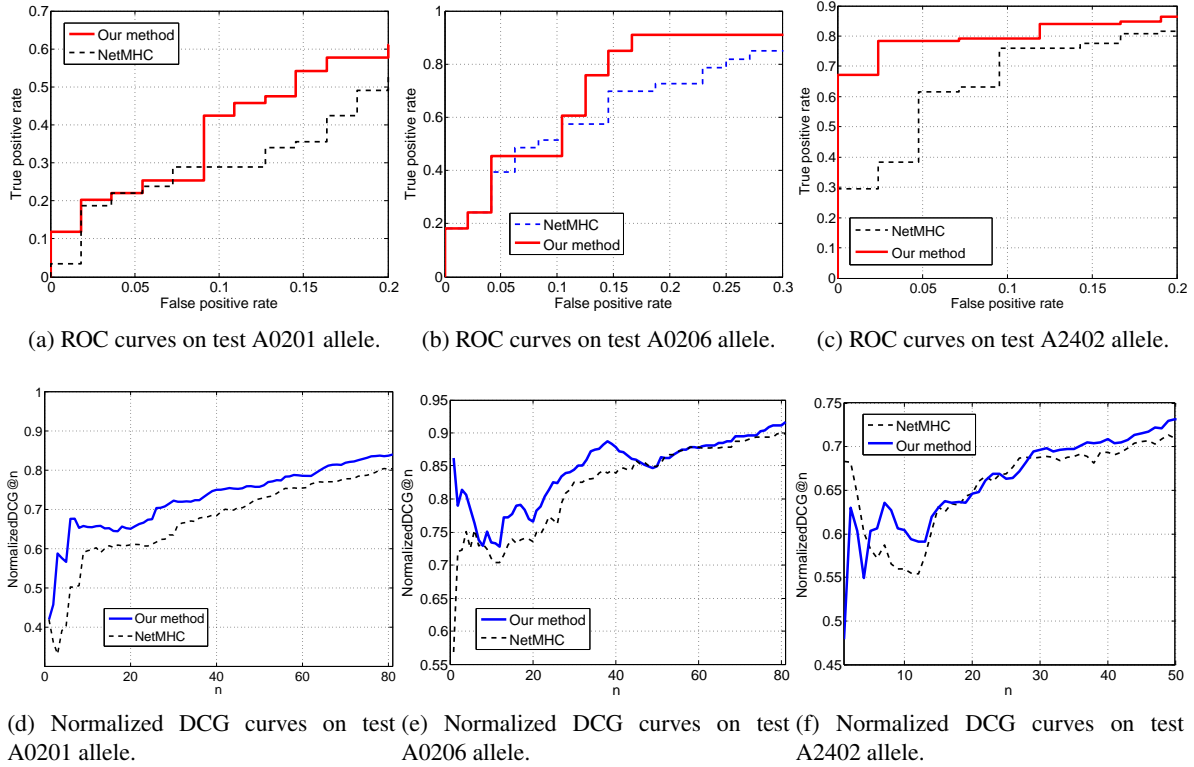 0.7
0.6
0.5
0.4
0.3
0.2
0.1
0
True positive rate
Our method
NetMHC
0 0.05 0.1 0.15 0.2
False positive rate
(a) ROC curves on test A0201 allele.
1
0.8
0.6
0.4
0.2
0
True positive rate
NetMHC
Our method
0 0.05 0.1 0.15 0.2 0.25 0.3
False positive rate
(b) ROC curves on test A0206 allele.
0.9
0.8
0.7
0.6
0.5
0.4
0.3
0.2
0.1
0
True positive rate
NetMHC
Our method
0 0.05 0.1 0.15 0.2
False positive rate
(c) ROC curves on test A2402 allele.
1
0.9
0.8
0.7
0.6
0.5
0.4
NormalizedDCG@n
Our method
NetMHC
0 20 40 60 80
n
(d) Normalized DCG curves on test
A0201 allele.
0.95
0.9
0.85
0.8
0.75
0.7
0.65
0.6
0.55
NormalizedDCG@n
Our method
NetMHC
0 20 40 60 80
n
(e) Normalized DCG curves on test
A0206 allele.
0.75
0.7
0.65
0.6
0.55
0.5
0.45
NormalizedDCG@n
NetMHC
Our method
10 20 30 40 50
n
(f) Normalized DCG curves on test
A2402 allele.